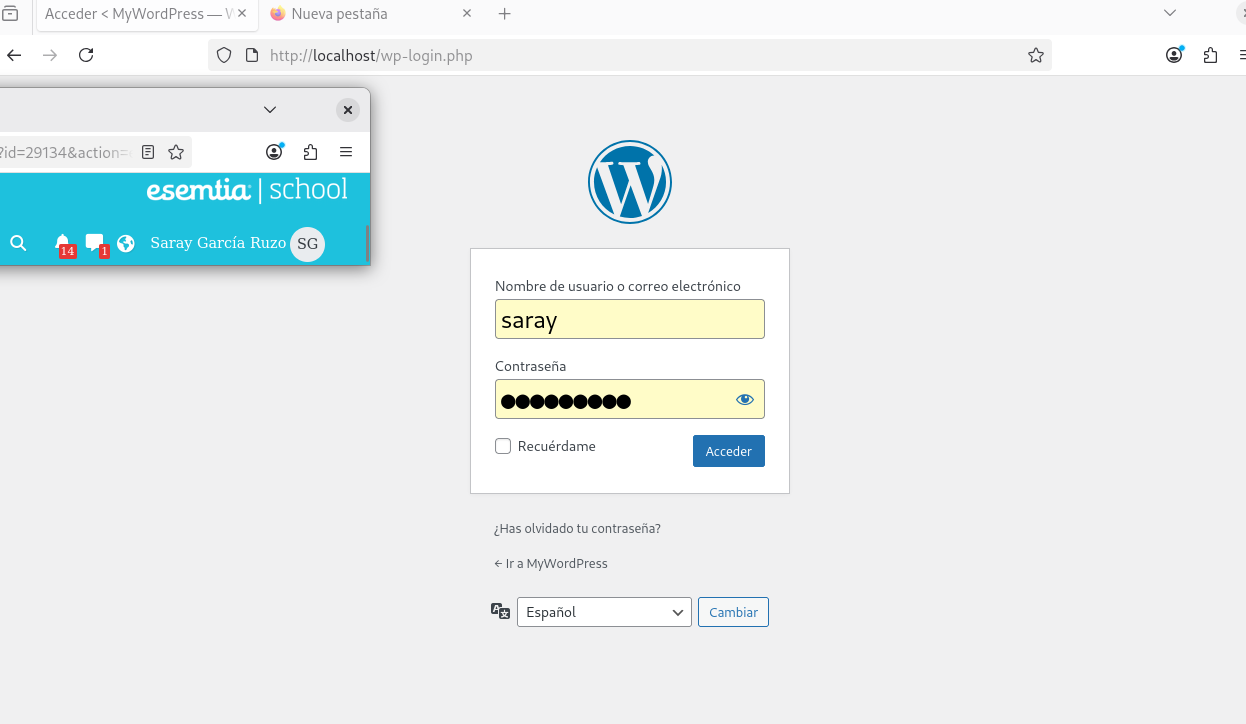 Acceder < MyWordPress — W
Nueva pestaña
http://localhost/wp-login.php
?id=29134&action=
esemtia | school
14
1
Saray García Ruzo
SG
Nombre de usuario o correo electrónico
saray
Contraseña
Recuérdame
Acceder
¿Has olvidado tu contraseña?
← Ir a MyWordPress
Español
Cambiar